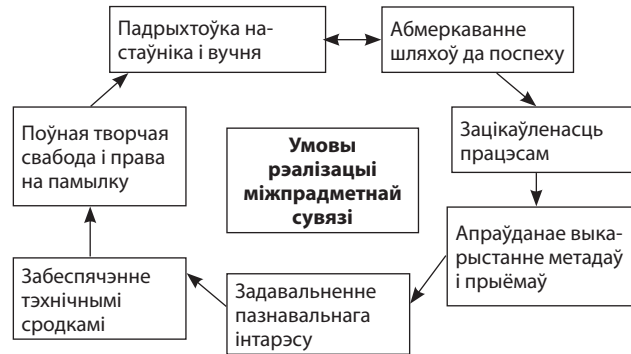 Падрыхтоўка на-
стаўніка і вучня
Абмеркаванне
шляхоў да поспеху
Зацікаўленасць
працэсам
Апраўданае выка-
рыстанне метадаў
і прыёмаў
Задавальненне
пазнавальнага
інтарэсу
Забеспячэнне
тэхнічнымі
сродкамі
Поўная творчая
свабода і права
на памылку
Умовы
рэалізацыі
міжпрадметнай
сувязі